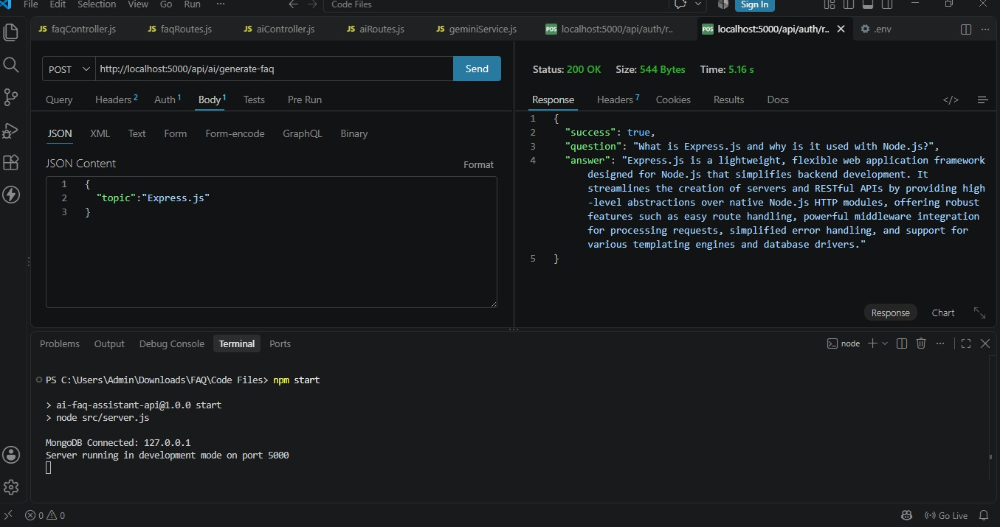 File Edit Selection View Go Run ··· ← → Code Files Sign In
JS faqController.js JS faqRoutes.js JS aiController.js JS aiRoutes.js JS geminiService.js POS localhost:5000/api/auth/r.. POS localhost:5000/api/auth/r.. .env
POST http://localhost:5000/api/ai/generate-faq Send
Query Headers 2 Auth 1 Body 1 Tests Pre Run
JSON XML Text Form Form-encode GraphQL Binary
JSON Content Format
1 {
2 "topic":"Express.js"
3 }
Status: 200 OK Size: 544 Bytes Time: 5.16 s
Response Headers 7 Cookies Results Docs </>
1 {
2 "success": true,
3 "question": "What is Express.js and why is it used with Node.js?",
4 "answer": "Express.js is a lightweight, flexible web application framework
designed for Node.js that simplifies backend development. It
streamlines the creation of servers and RESTful APIs by providing high
-level abstractions over native Node.js HTTP modules, offering robust
features such as easy route handling, powerful middleware integration
for processing requests, simplified error handling, and support for
various templating engines and database drivers."
5 }
Response Chart
Problems Output Debug Console Terminal Ports node
PS C:\Users\Admin\Downloads\FAQ\Code Files> npm start
> ai-faq-assistant-api@1.0.0 start
> node src/server.js
MongoDB Connected: 127.0.0.1
Server running in development mode on port 5000
0 0 Go Live